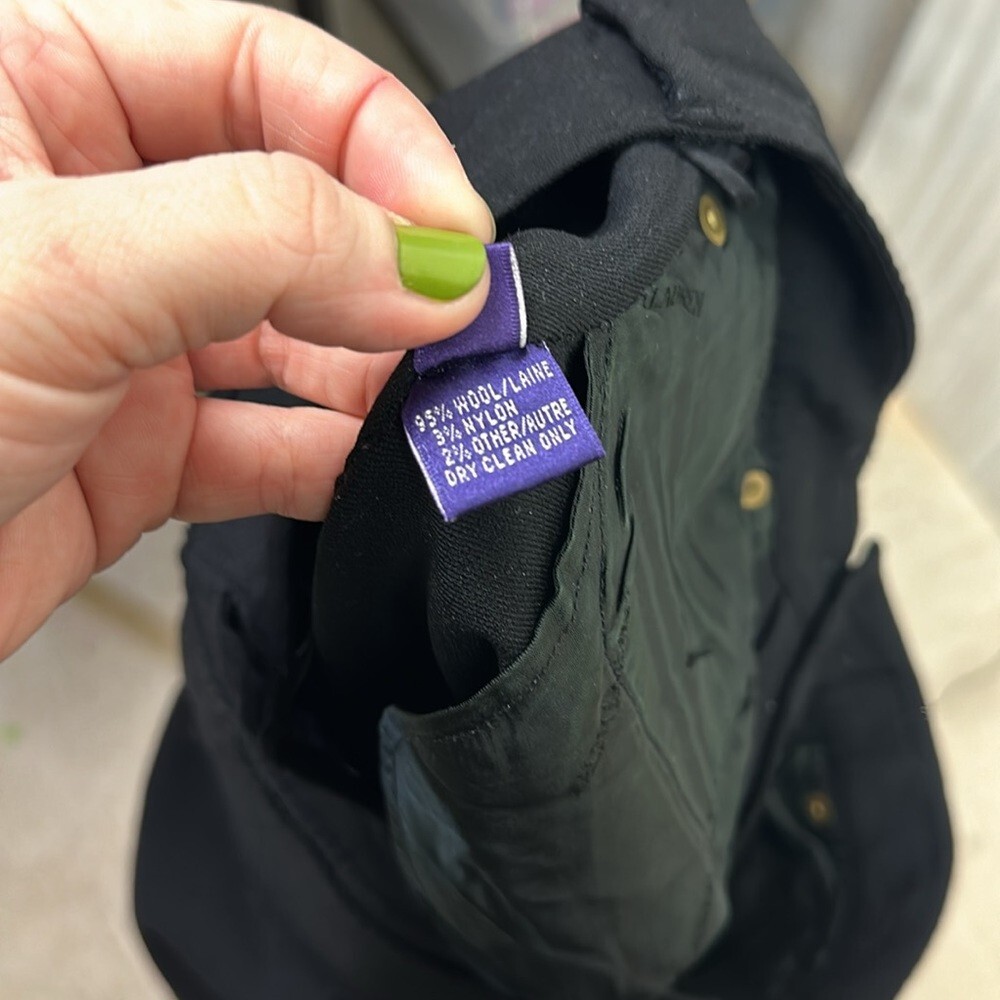 95% WOOL/LAINE
3% NYLON
2% OTHER/AUTRE
DRY CLEAN ONLY